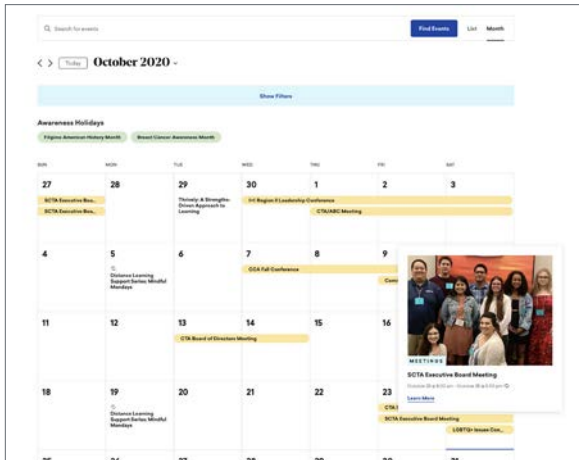 Search for events
Find Events
List
Month
Today
October 2020
Show Filters
Awareness Holidays
Filipino American History Month
Breast Cancer Awareness Month
SUN
MON
TUE
WED
THU
FRI
SAT
27
28
29
30
1
2
3
SCTA Executive Boa...
SCTA Executive Boa...
Thrively: A Strengths-
Driven Approach to
Learning
Region II Leadership Conference
CTA/ABC Meeting
4
5
6
7
8
9
Distance Learning
Support Series: Mindful
Mondays
CCA Fall Conference
11
12
13
14
15
16
CTA Board of Directors Meeting
MEETINGS
SCTA Executive Board Meeting
Learn More
18
19
20
21
22
23
Distance Learning
Support Series: Mindful
Mondays
CTA
SCTA Executive Board Meeting
LGBTQ+ Issues Con...